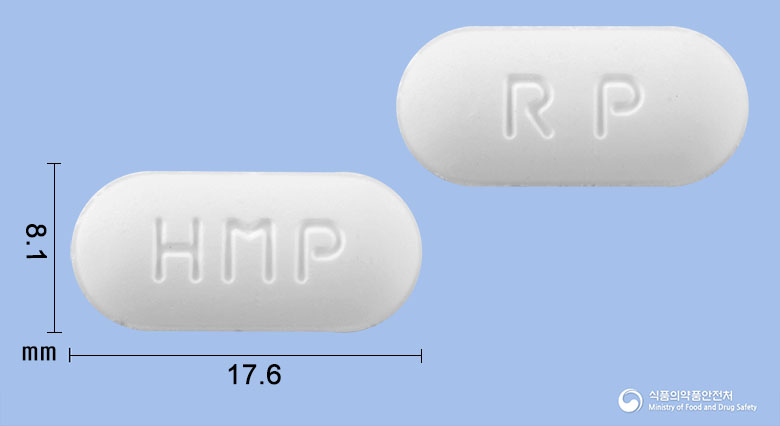 R P
HMP
8.1
mm
17.6
식품의약품안전처
Ministry of Food and Drug Safety